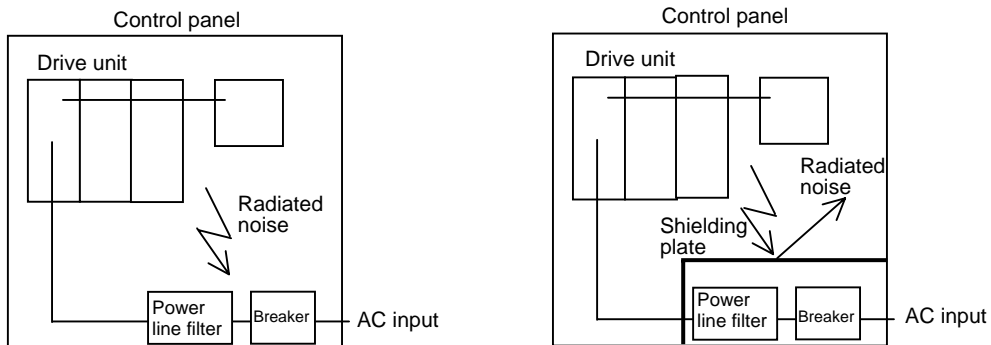 Control panel
Drive unit
Radiated
noise
Power
line filter
Breaker
AC input
Control panel
Drive unit
Radiated
noise
Shielding
plate
Power
line filter
Breaker
AC input